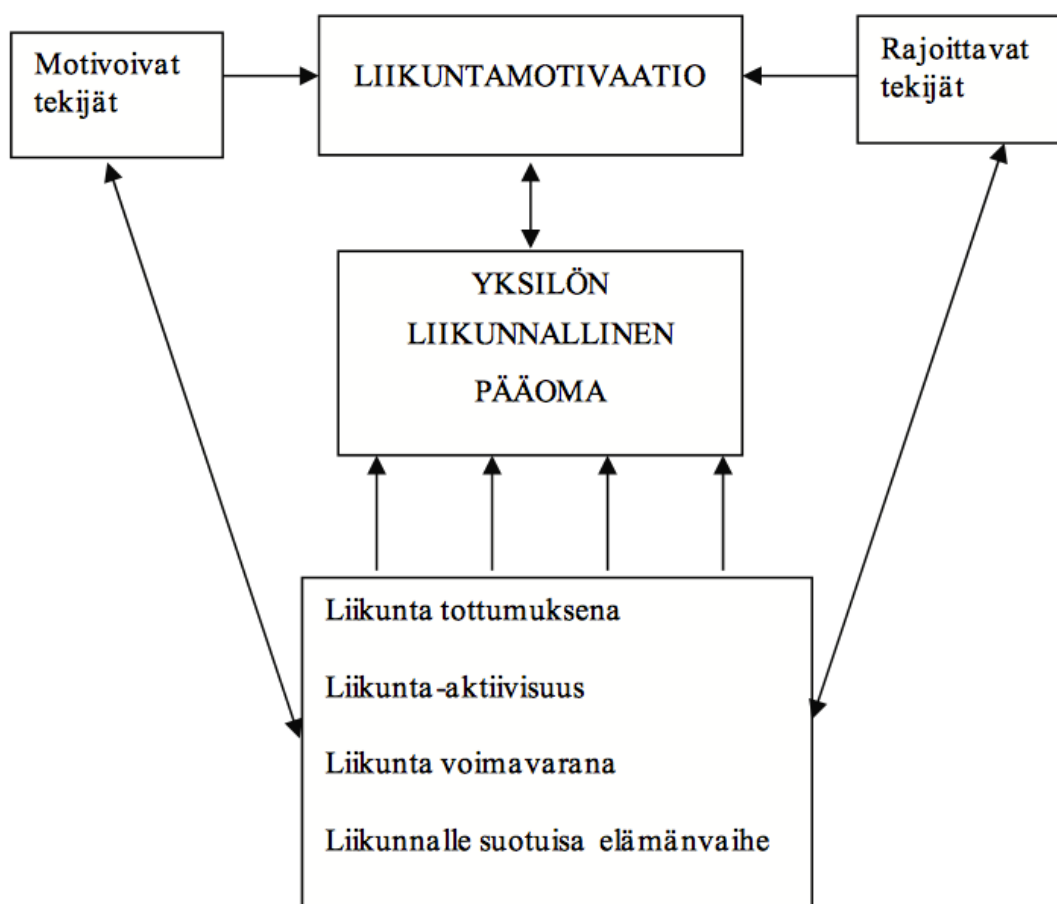 Motivoivat
tekijät
LIIKUNTAMOTIVAATIO
Rajoittavat
tekijät
YKSILÖN
LIIKUNNALLINEN
PÄÄOMA
Liikunta tottumuksena
Liikunta-aktiivisuus
Liikunta voimavarana
Liikunnalle suotuisa elämänvaihe